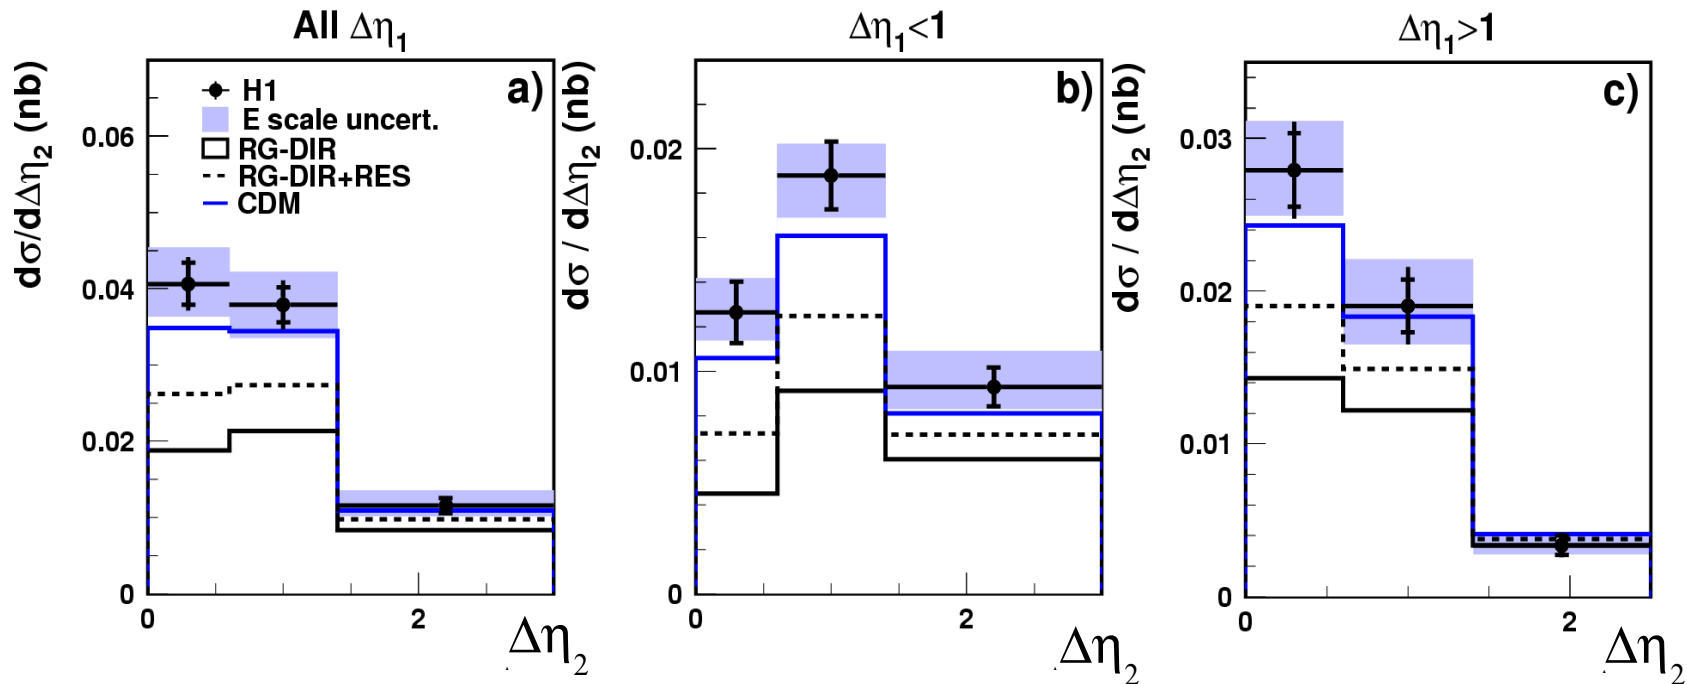 All Δη₁
Δη₁<1
Δη₁>1
dσ/dΔη₂ (nb)
a)
H1
E scale uncert.
RG-DIR
RG-DIR+RES
CDM
0.06
0.04
0.02
0
0
2
Δη₂
dσ / dΔη₂ (nb)
b)
0.02
0.01
0
0
2
Δη₂
dσ / dΔη₂ (nb)
c)
0.03
0.02
0.01
0
0
2
Δη₂